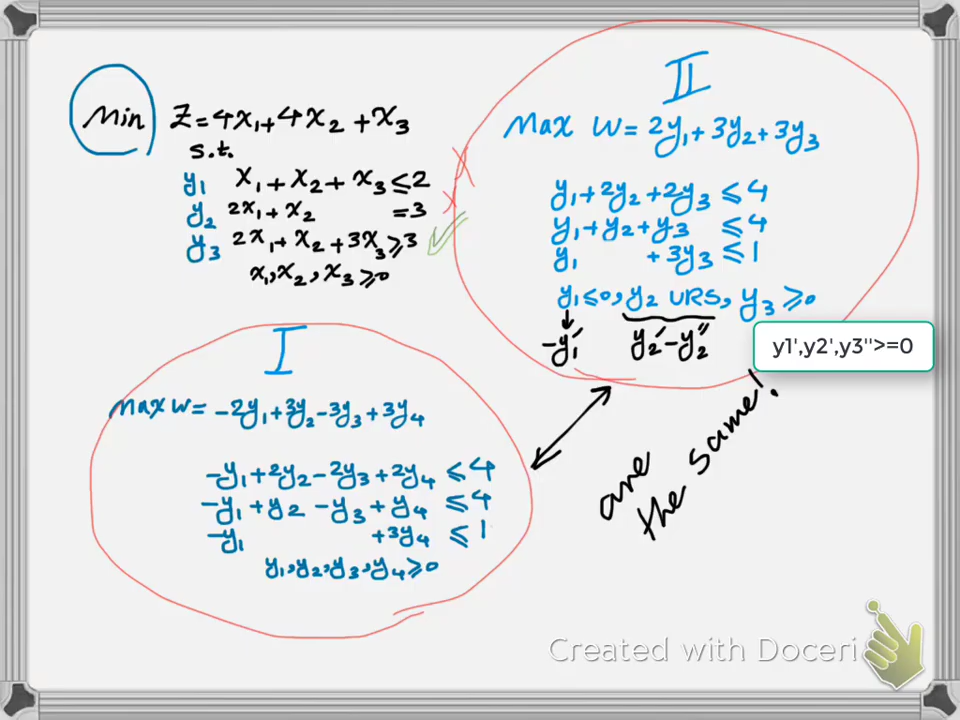 Min Z = 4x₁ + 4x₂ + x₃
s.t.
y₁ x₁ + x₂ + x₃ ≤ 2
y₂ 2x₁ + x₂ = 3
y₃ 2x₁ + x₂ + 3x₃ ≥ 3
x₁, x₂, x₃ ≥ 0
II
Max W = 2y₁ + 3y₂ + 3y₃
y₁ + 2y₂ + 2y₃ ≤ 4
y₁ + y₂ + y₃ ≤ 4
y₁ + 3y₃ ≤ 1
y₁ ≤ 0, y₂ URS, y₃ ≥ 0
-y₁′ y₂′ - y₂″
y1',y2',y3''>=0
I
Max W = -2y₁ + 3y₂ - 3y₃ + 3y₄
-y₁ + 2y₂ - 2y₃ + 2y₄ ≤ 4
-y₁ + y₂ - y₃ + y₄ ≤ 4
-y₁ + 3y₄ ≤ 1
y₁, y₂, y₃, y₄ ≥ 0
are
the same!
Created with Doceri